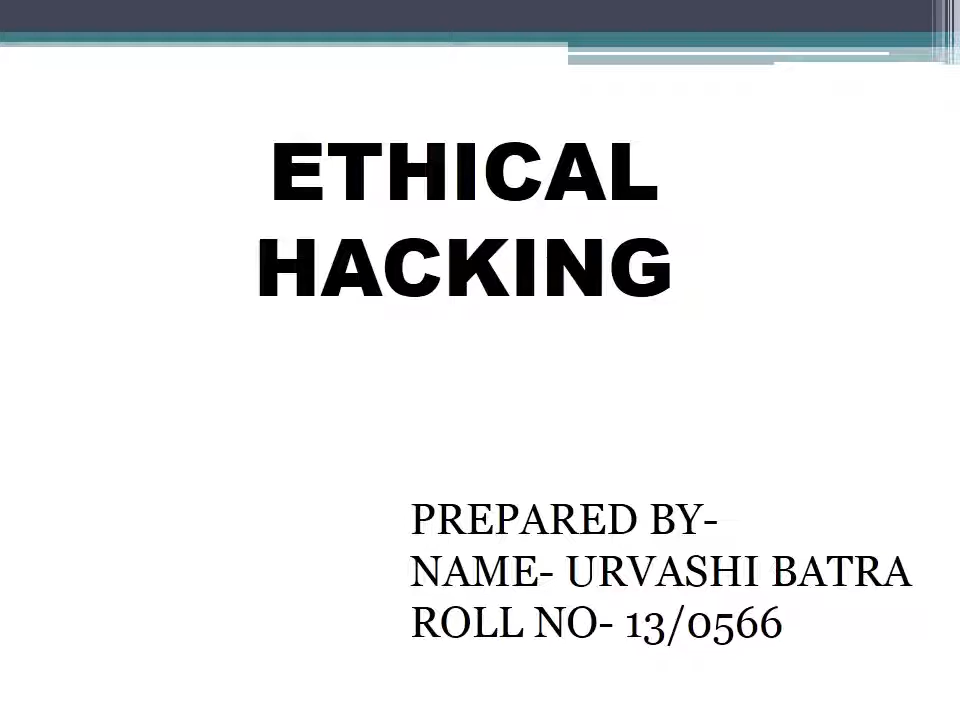 ETHICAL
HACKING
PREPARED BY-
NAME- URVASHI BATRA
ROLL NO- 13/0566